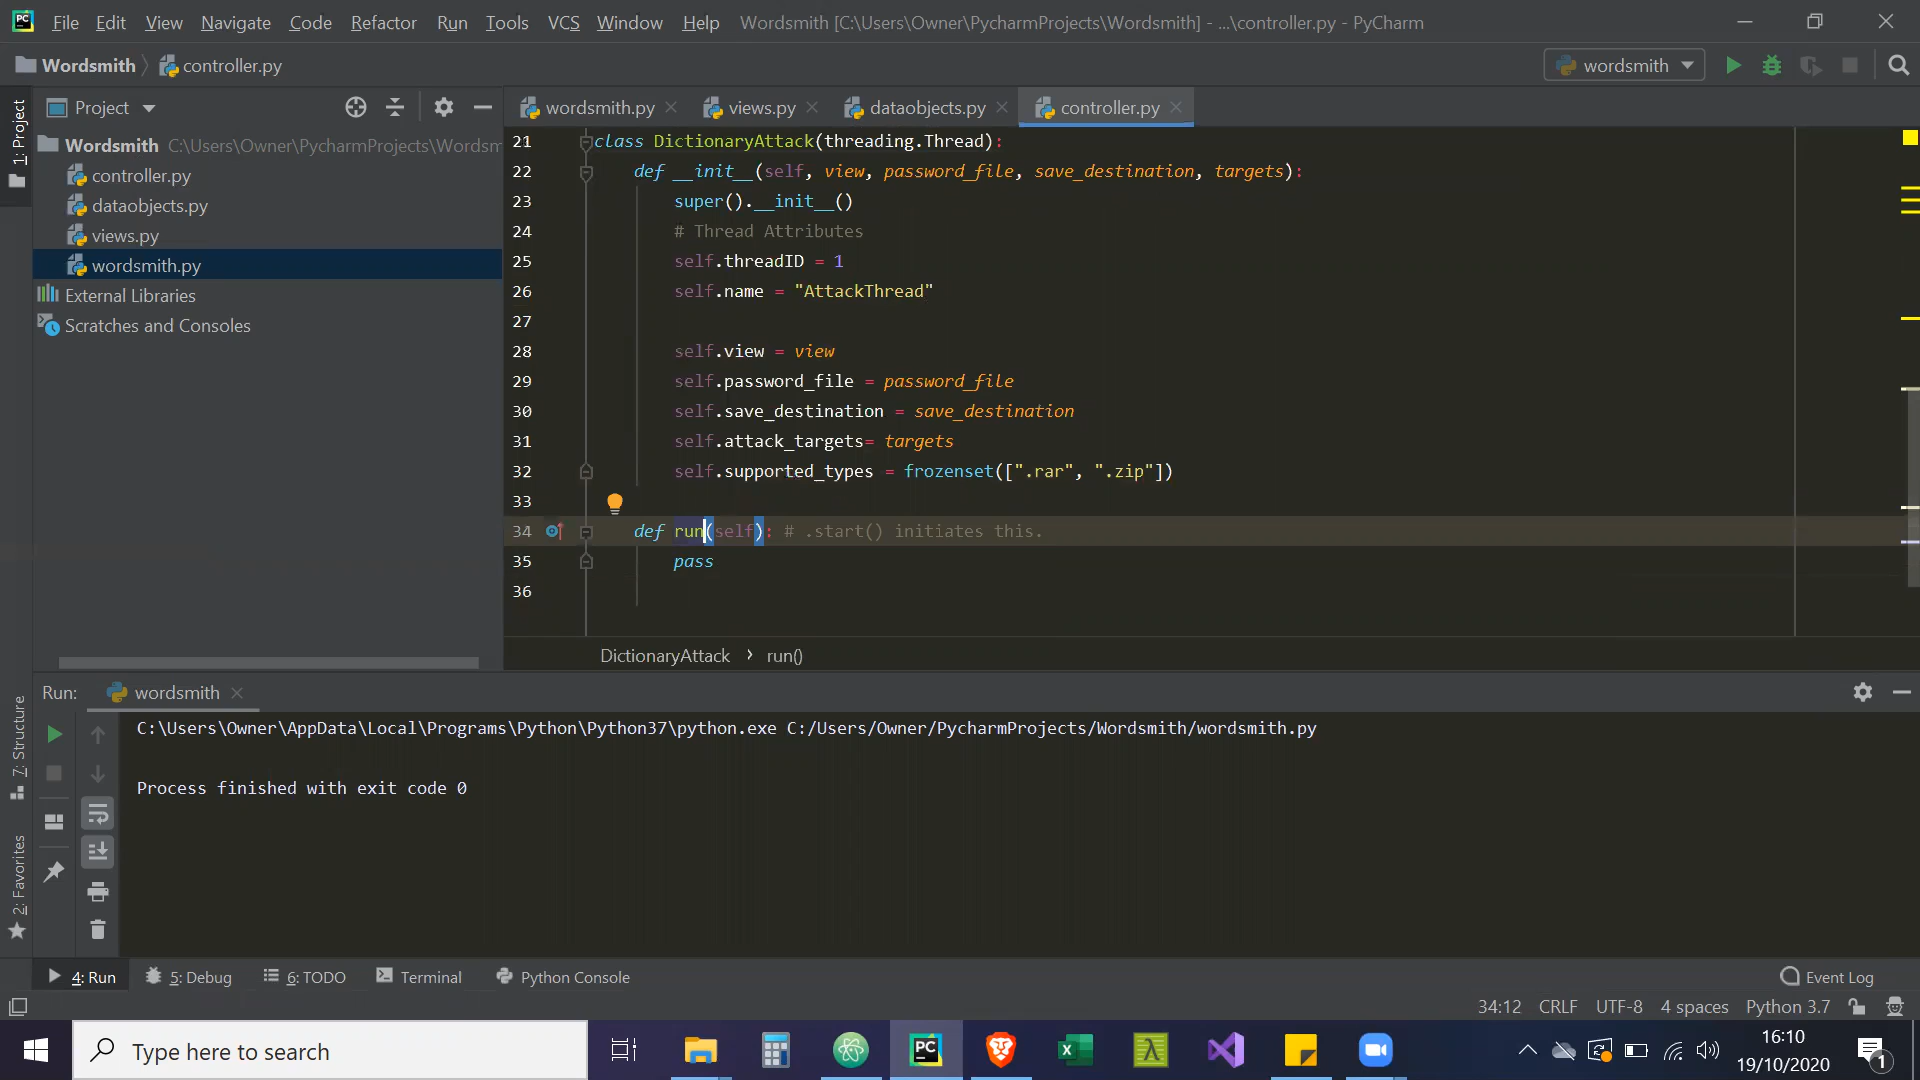 PC File Edit View Navigate Code Refactor Run Tools VCS Window Help Wordsmith [C:\Users\Owner\PycharmProjects\Wordsmith] - ...\controller.py - PyCharm
Wordsmith controller.py wordsmith
1: Project
Project
wordsmith.py views.py dataobjects.py controller.py
Wordsmith C:\Users\Owner\PycharmProjects\Wordsm
controller.py
dataobjects.py
views.py
wordsmith.py
External Libraries
Scratches and Consoles
21 class DictionaryAttack(threading.Thread):
22 def __init__(self, view, password_file, save_destination, targets):
23 super().__init__()
24 # Thread Attributes
25 self.threadID = 1
26 self.name = "AttackThread"
27
28 self.view = view
29 self.password_file = password_file
30 self.save_destination = save_destination
31 self.attack_targets= targets
32 self.supported_types = frozenset([".rar", ".zip"])
33
34 def run(self): # .start() initiates this.
35 pass
36
DictionaryAttack › run()
Run: wordsmith
C:\Users\Owner\AppData\Local\Programs\Python\Python37\python.exe C:/Users/Owner/PycharmProjects/Wordsmith/wordsmith.py
Process finished with exit code 0
7: Structure
2: Favorites
4: Run 5: Debug 6: TODO Terminal Python Console Event Log
34:12 CRLF UTF-8 4 spaces Python 3.7
Type here to search
PC
16:10
19/10/2020
1